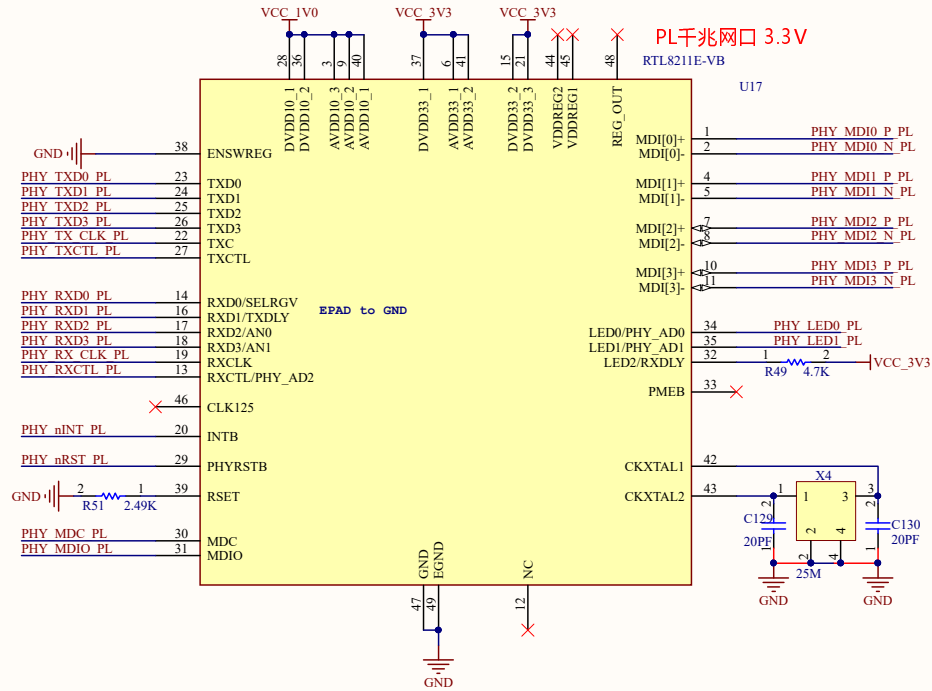 VCC_1V0
VCC_3V3
VCC_3V3
PL千兆网口 3.3V
RTL8211E-VB
U17
28
36
3
9
40
37
6
41
15
21
44
45
48
DVDD10_1
DVDD10_2
AVDD10_3
AVDD10_2
AVDD10_1
DVDD33_1
AVDD33_1
AVDD33_2
DVDD33_2
DVDD33_3
VDDREG2
VDDREG1
REG_OUT
GND 38 ENSWREG
PHY_TXD0_PL 23 TXD0
PHY_TXD1_PL 24 TXD1
PHY_TXD2_PL 25 TXD2
PHY_TXD3_PL 26 TXD3
PHY_TX_CLK_PL 22 TXC
PHY_TXCTL_PL 27 TXCTL
PHY_RXD0_PL 14 RXD0/SELRGV
PHY_RXD1_PL 16 RXD1/TXDLY
PHY_RXD2_PL 17 RXD2/AN0
PHY_RXD3_PL 18 RXD3/AN1
PHY_RX_CLK_PL 19 RXCLK
PHY_RXCTL_PL 13 RXCTL/PHY_AD2
46 CLK125
PHY_nINT_PL 20 INTB
PHY_nRST_PL 29 PHYRSTB
GND 2 1 39 RSET
R51 2.49K
PHY_MDC_PL 30 MDC
PHY_MDIO_PL 31 MDIO
EPAD to GND
MDI[0]+ 1 PHY_MDI0_P_PL
MDI[0]- 2 PHY_MDI0_N_PL
MDI[1]+ 4 PHY_MDI1_P_PL
MDI[1]- 5 PHY_MDI1_N_PL
MDI[2]+ 7 PHY_MDI2_P_PL
MDI[2]- 8 PHY_MDI2_N_PL
MDI[3]+ 10 PHY_MDI3_P_PL
MDI[3]- 11 PHY_MDI3_N_PL
LED0/PHY_AD0 34 PHY_LED0_PL
LED1/PHY_AD1 35 PHY_LED1_PL
LED2/RXDLY 32 1 2 VCC_3V3
R49 4.7K
PMEB 33
CKXTAL1 42
CKXTAL2 43
X4
1 1 3 3
2 4
2 4
25M
C129
20PF
2
1
C130
20PF
2
1
GND
GND
GND
EGND
NC
47
49
12
GND